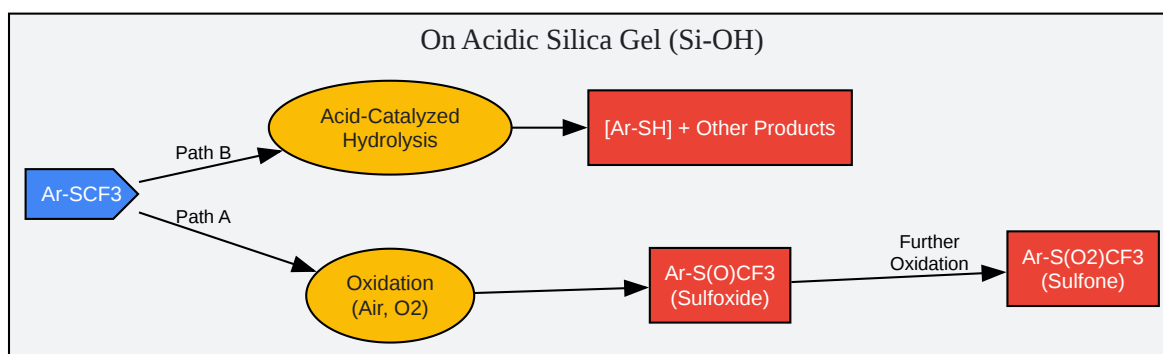 On Acidic Silica Gel (Si-OH)
Acid-Catalyzed
Hydrolysis
[Ar-SH] + Other Products
Path B
Ar-SCF3
Path A
Oxidation
(Air, O2)
Ar-S(O)CF3
(Sulfoxide)
Further
Oxidation
Ar-S(O2)CF3
(Sulfone)